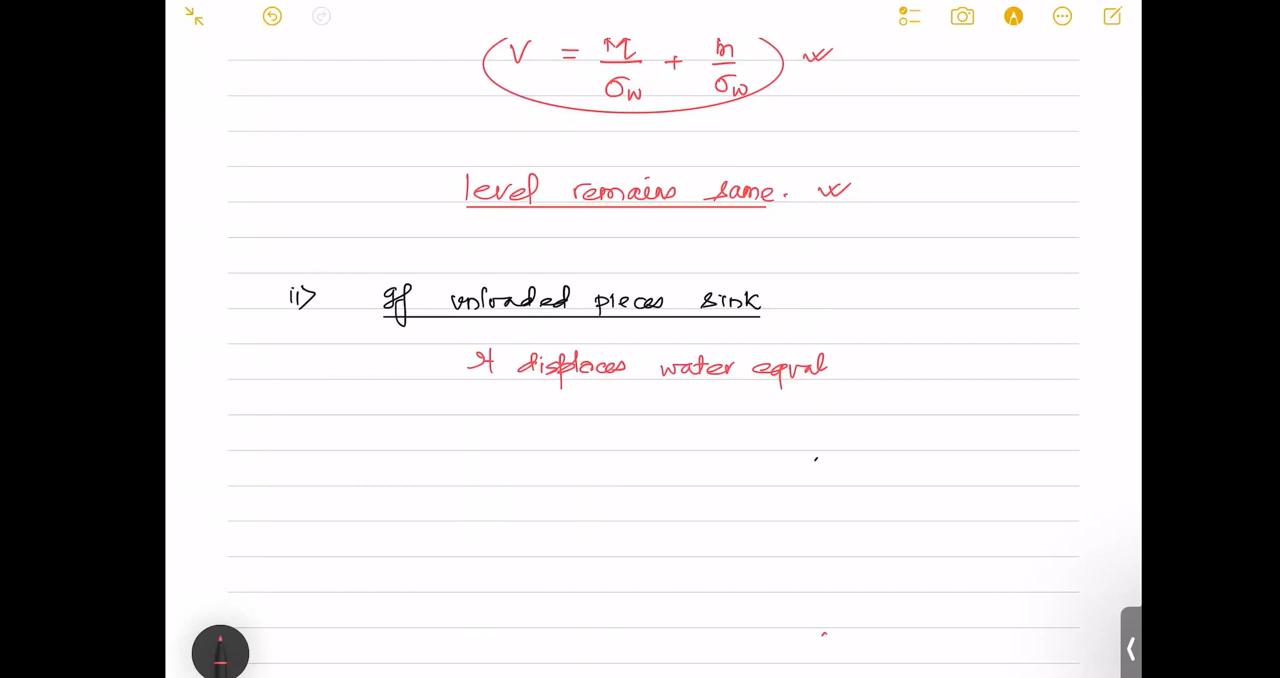 V = M/σw + m/σw
level remains same.
ii) If unloaded pieces sink
It displaces water equal